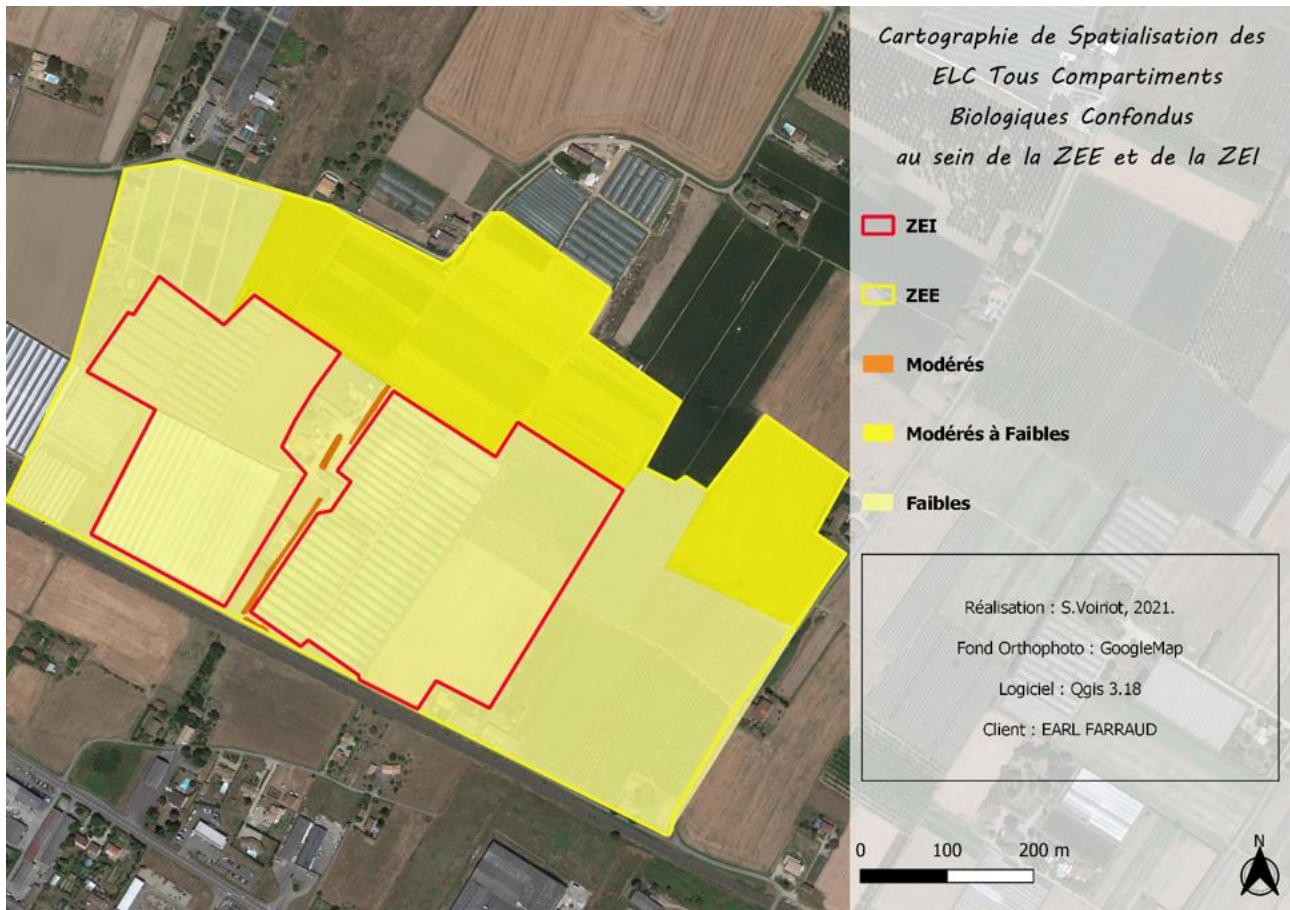 Cartographie de Spatialisation des
ELC Tous Compartiments
Biologiques Confondus
au sein de la ZEE et de la ZEI
ZEI
ZEE
Modérés
Modérés à Faibles
Faibles
Réalisation : S.Voiriot, 2021.
Fond Orthophoto : GoogleMap
Logiciel : Qgis 3.18
Client : EARL FARRAUD
0 100 200 m
N